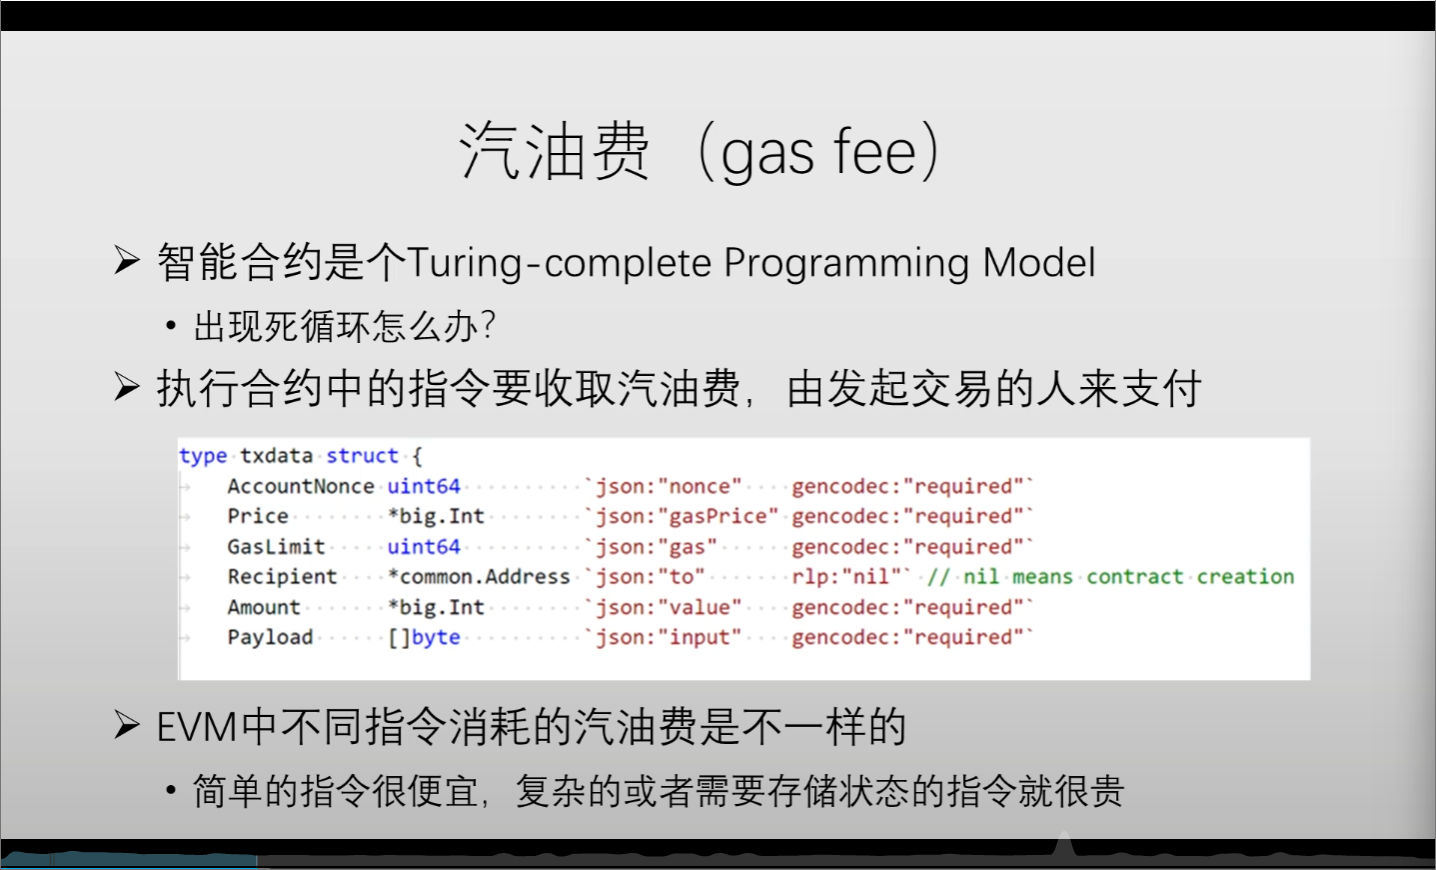 汽油费（gas fee）
➢ 智能合约是个Turing-complete Programming Model
• 出现死循环怎么办？
➢ 执行合约中的指令要收取汽油费，由发起交易的人来支付
type txdata struct {
AccountNonce uint64 `json:"nonce" gencodec:"required"`
Price *big.Int `json:"gasPrice" gencodec:"required"`
GasLimit uint64 `json:"gas" gencodec:"required"`
Recipient *common.Address `json:"to" rlp:"nil"` // nil means contract creation
Amount *big.Int `json:"value" gencodec:"required"`
Payload []byte `json:"input" gencodec:"required"`
➢ EVM中不同指令消耗的汽油费是不一样的
• 简单的指令很便宜，复杂的或者需要存储状态的指令就很贵